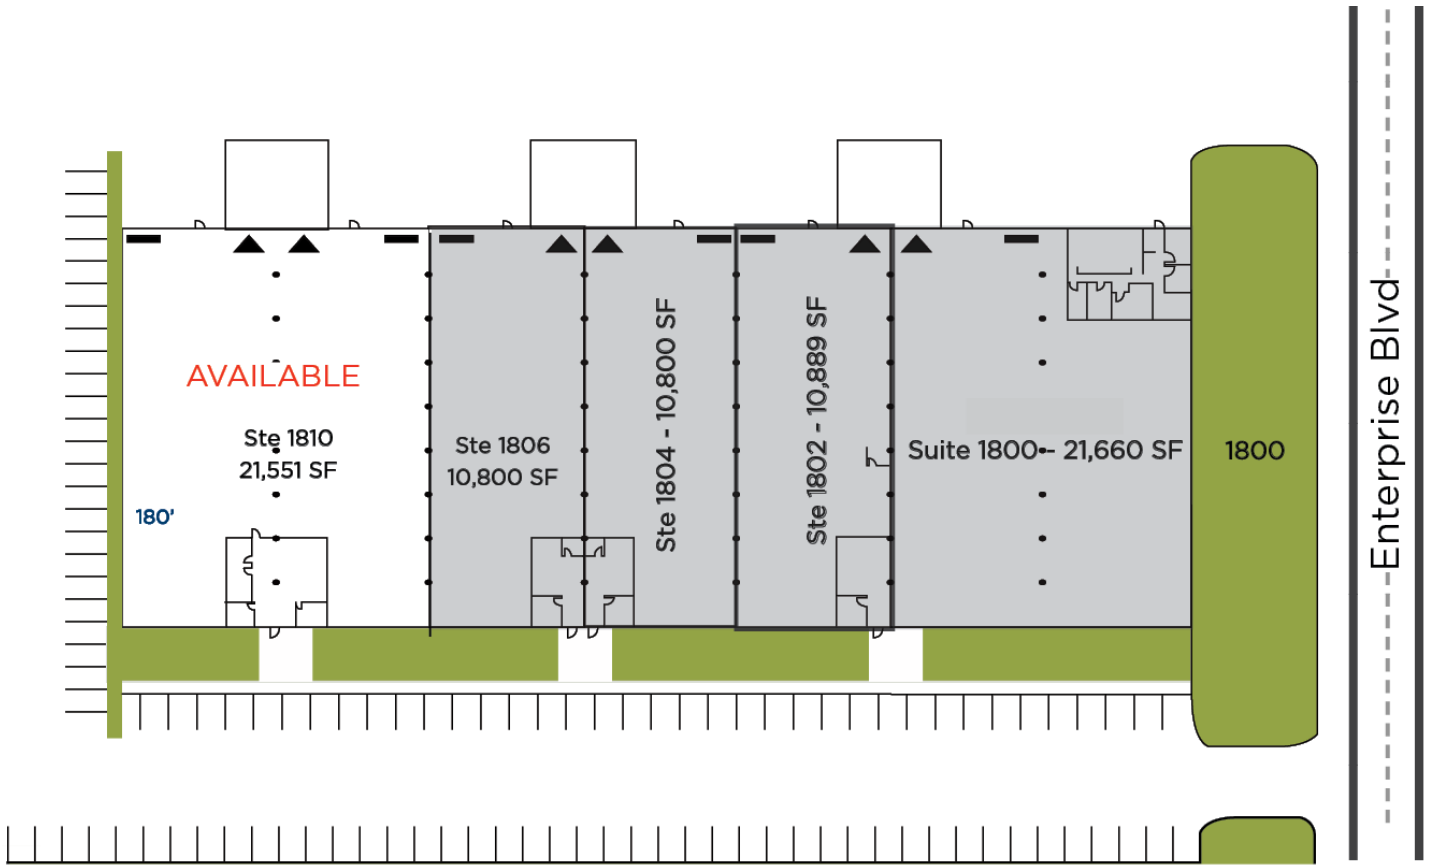 AVAILABLE
Ste 1810
21,551 SF
180'
Ste 1806
10,800 SF
Ste 1804 - 10,800 SF
Ste 1802 - 10,889 SF
Suite 1800 - 21,660 SF
1800
Enterprise Blvd